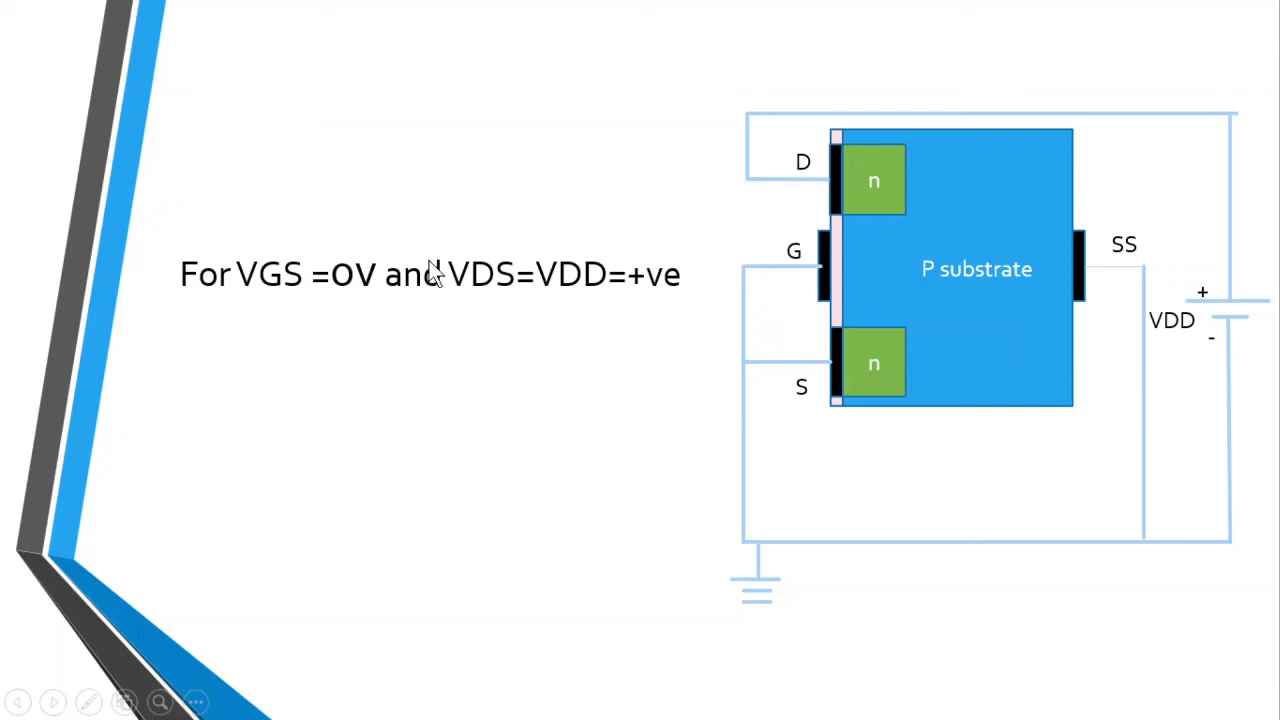 For VGS =0V and VDS=VDD=+ve
D
n
G
SS
P substrate
+
VDD
-
n
S